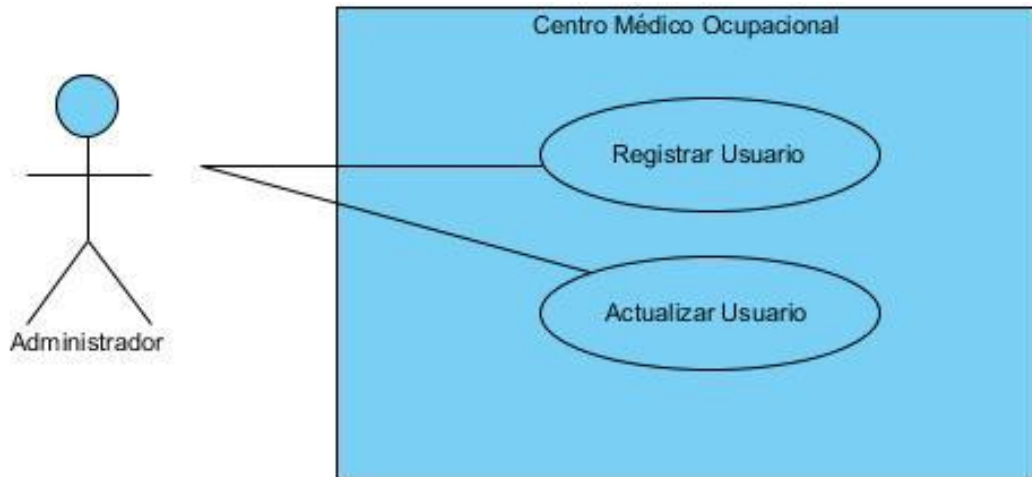 Centro Médico Ocupacional
Registrar Usuario
Actualizar Usuario
Administrador